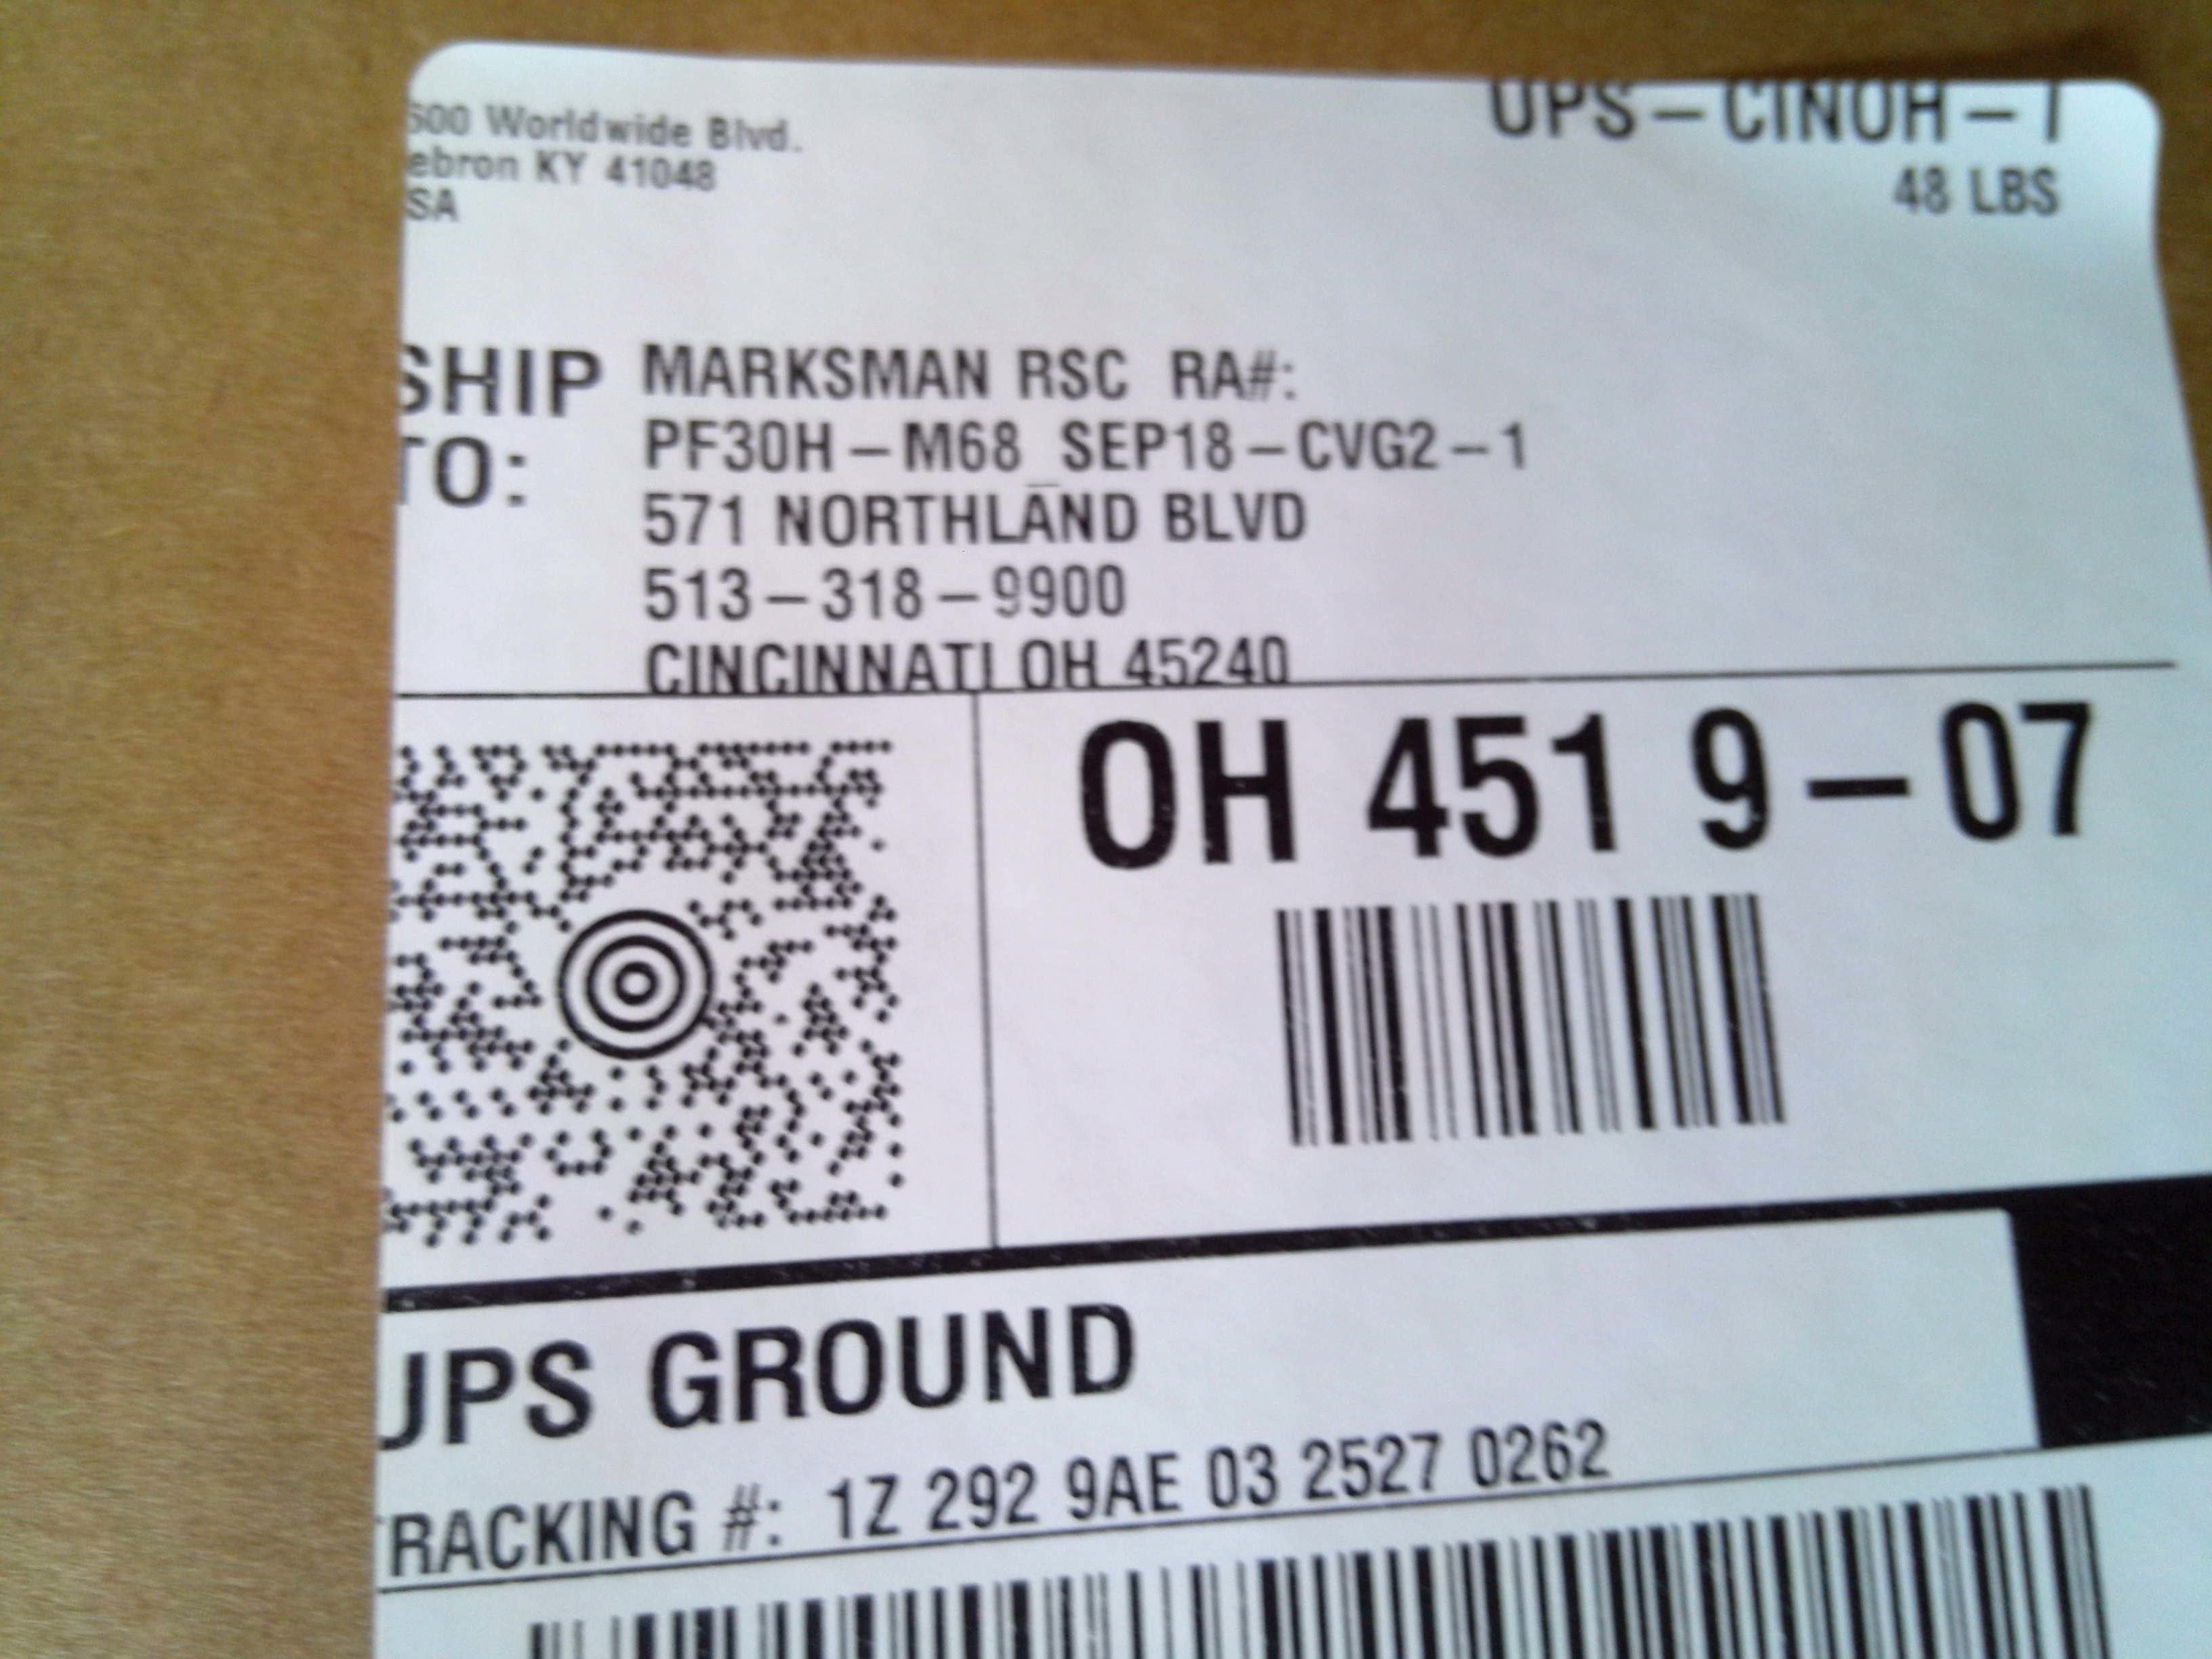 600 Worldwide Blvd.
ebron KY 41048
SA
UPS-CINOH-1
48 LBS
SHIP TO:
MARKSMAN RSC RA#:
PF30H-M68_SEP18-CVG2-1
571 NORTHLAND BLVD
513-318-9900
CINCINNATI OH 45240
OH 451 9-07
UPS GROUND
TRACKING #: 1Z 292 9AE 03 2527 0262